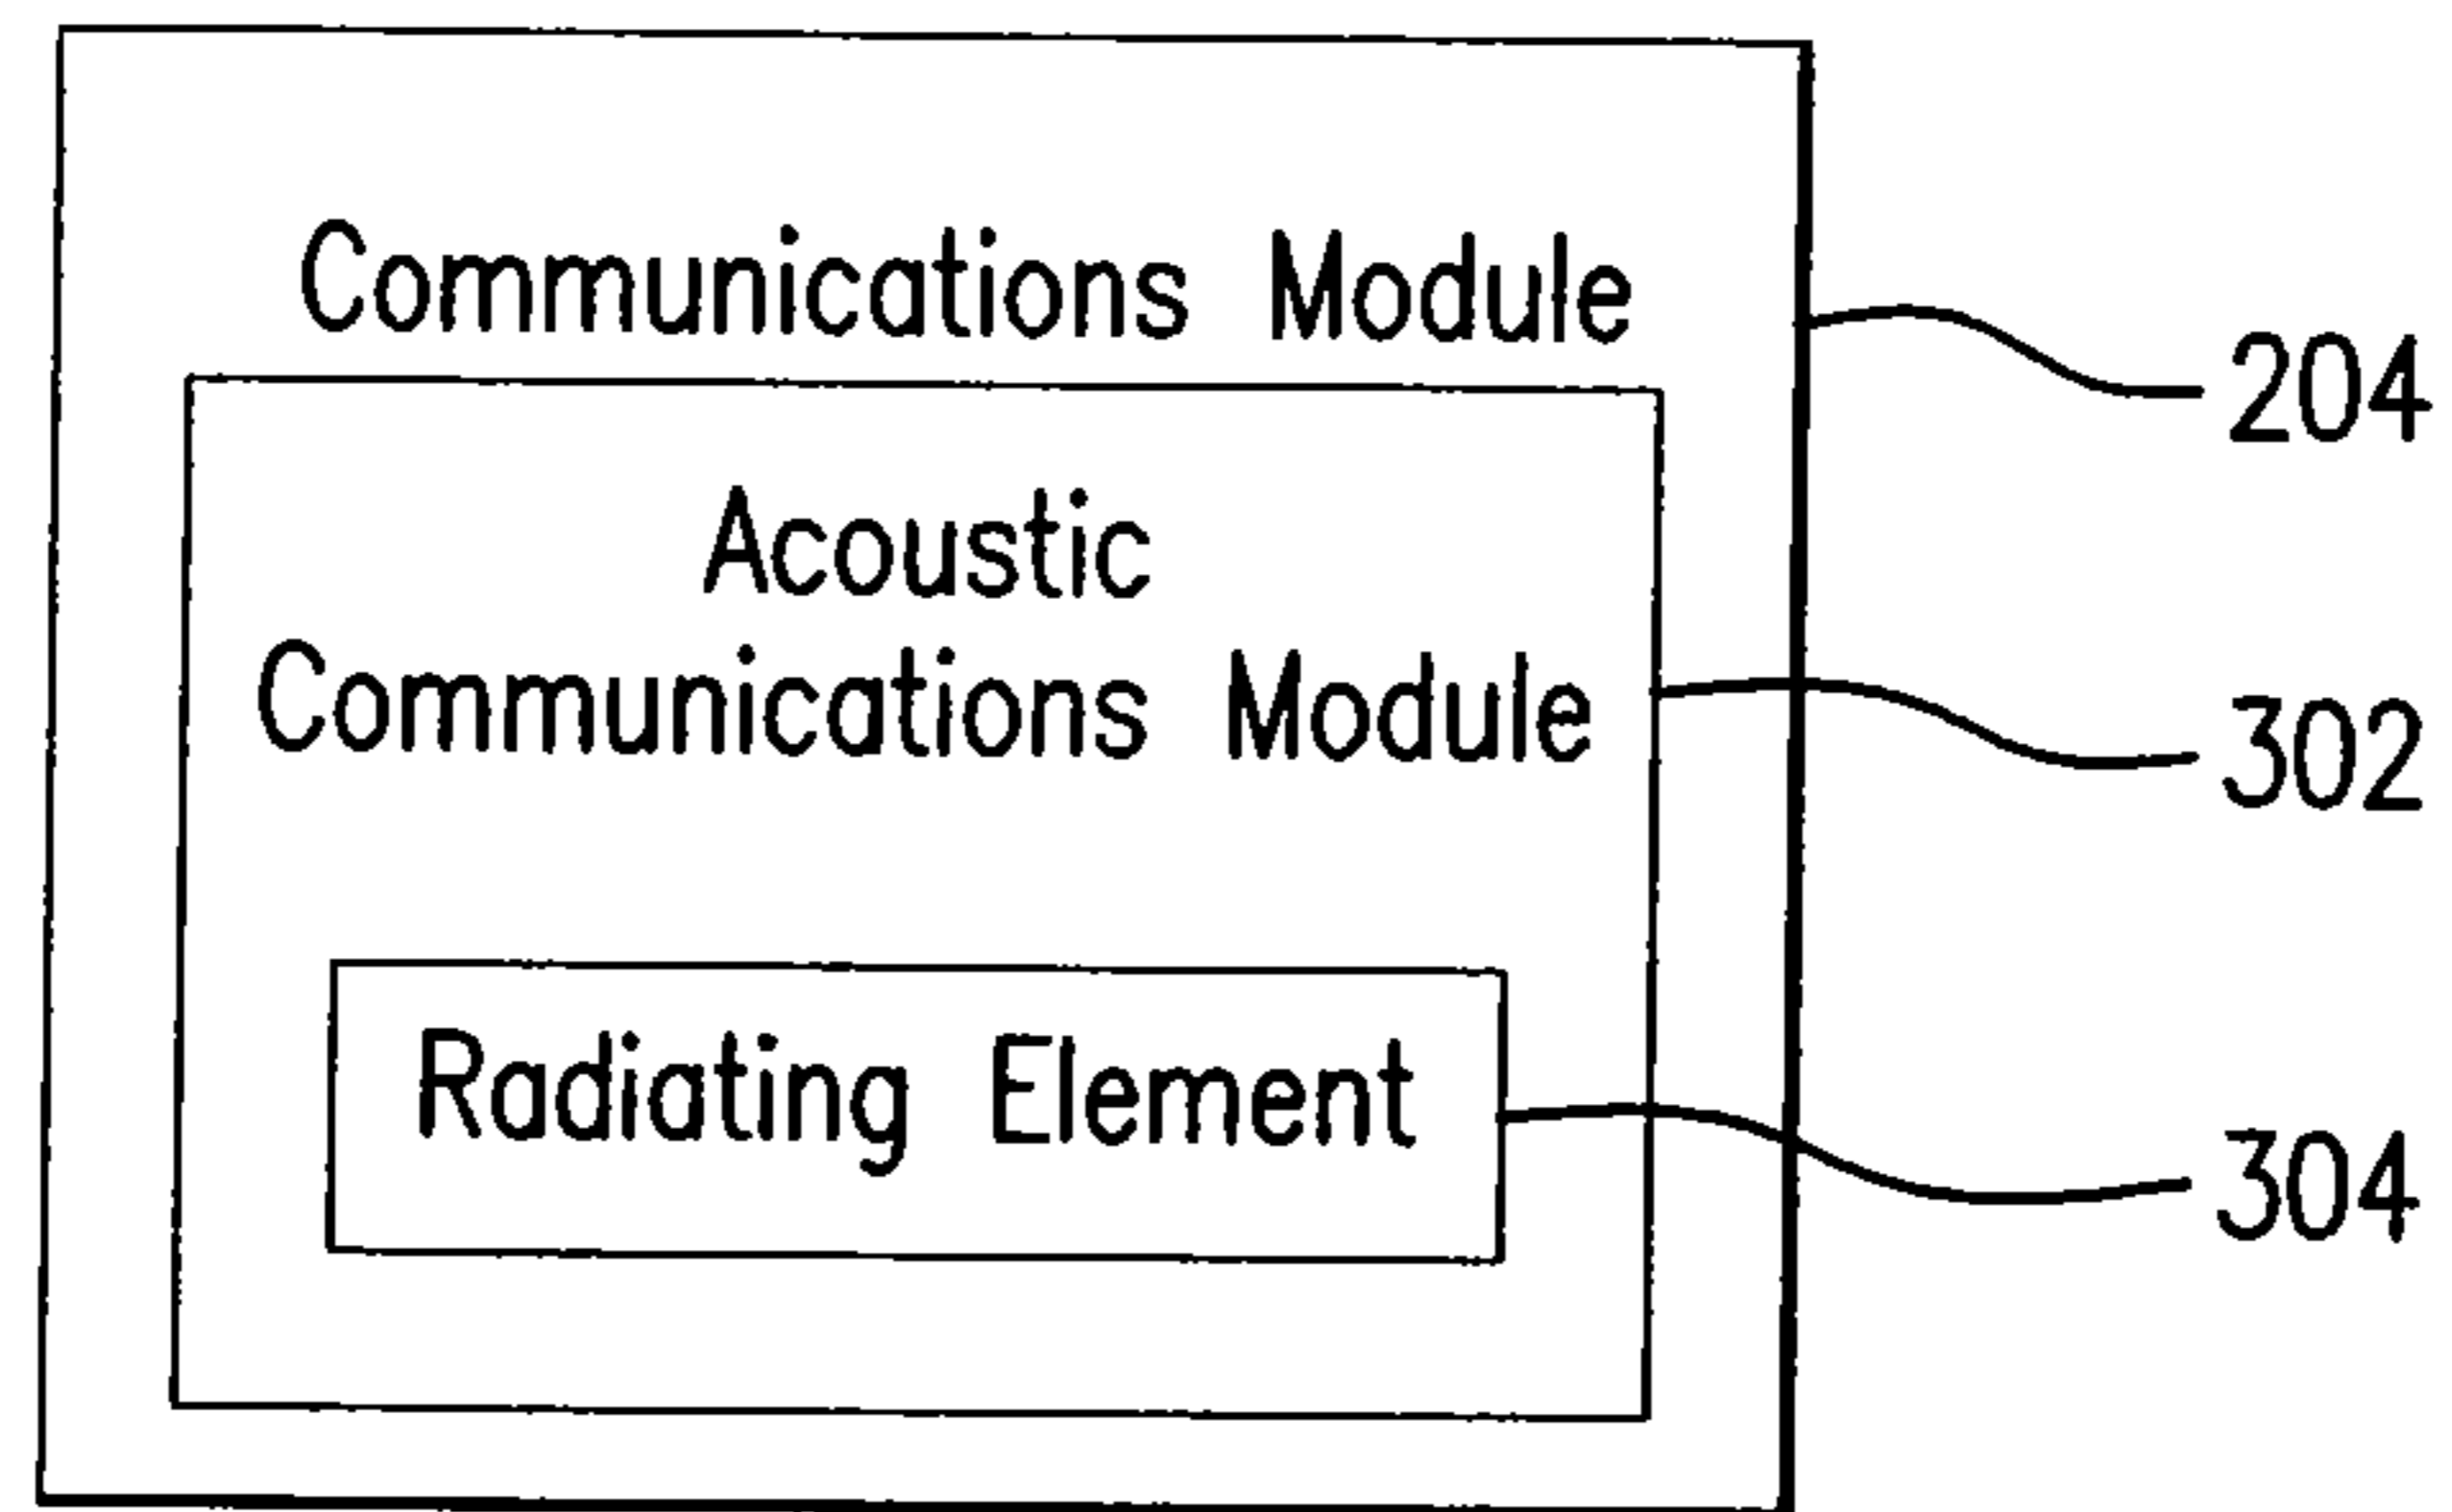 Communications Module
204
Acoustic
Communications Module
302
Radiating Element
304